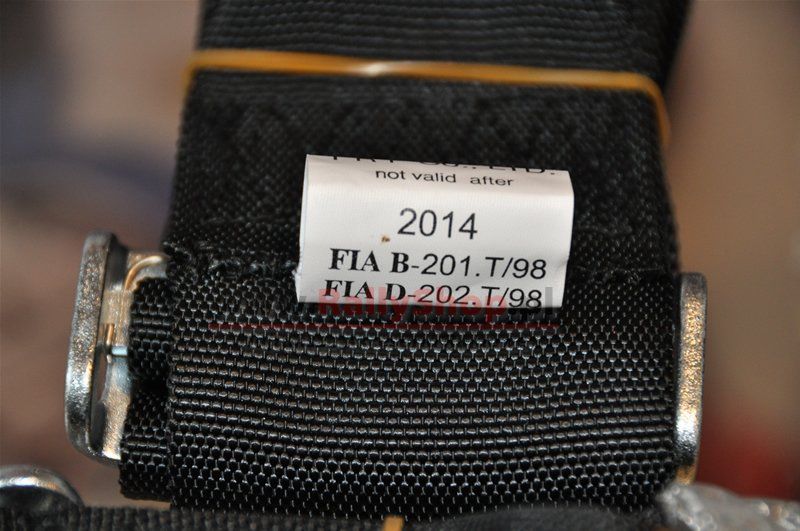 not valid after
2014
FIA B-201.T/98
FIA D-202.T/98
RallyShop